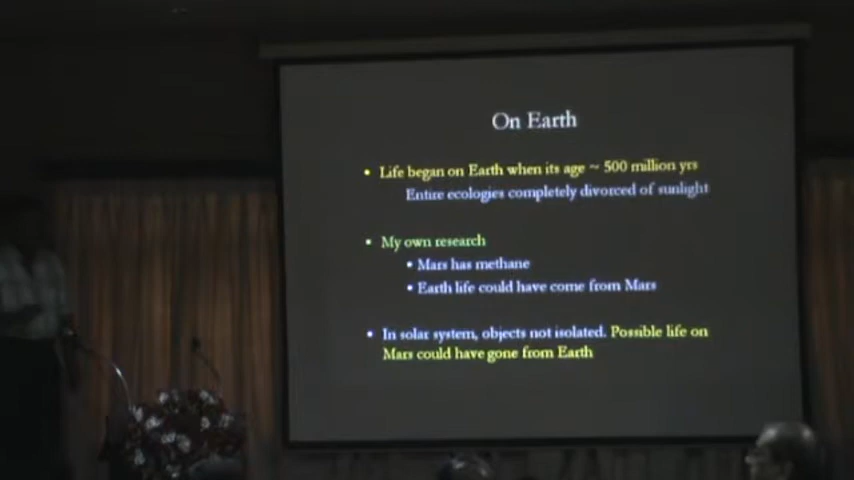 On Earth
• Life began on Earth when its age ~ 500 million yrs
Entire ecologies completely divorced of sunlight
• My own research
• Mars has methane
• Earth life could have come from Mars
• In solar system, objects not isolated. Possible life on
Mars could have gone from Earth